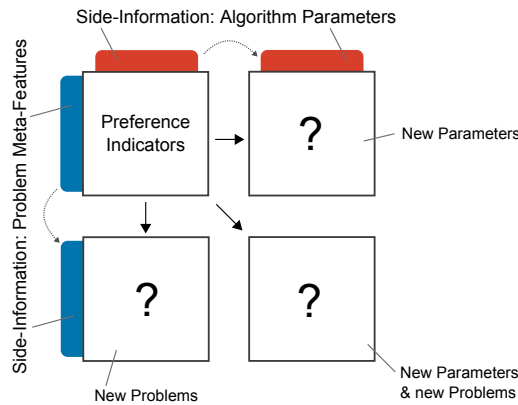 Side-Information: Algorithm Parameters
Side-Information: Problem Meta-Features
Preference
Indicators
?
New Parameters
?
?
New Problems
New Parameters
& new Problems